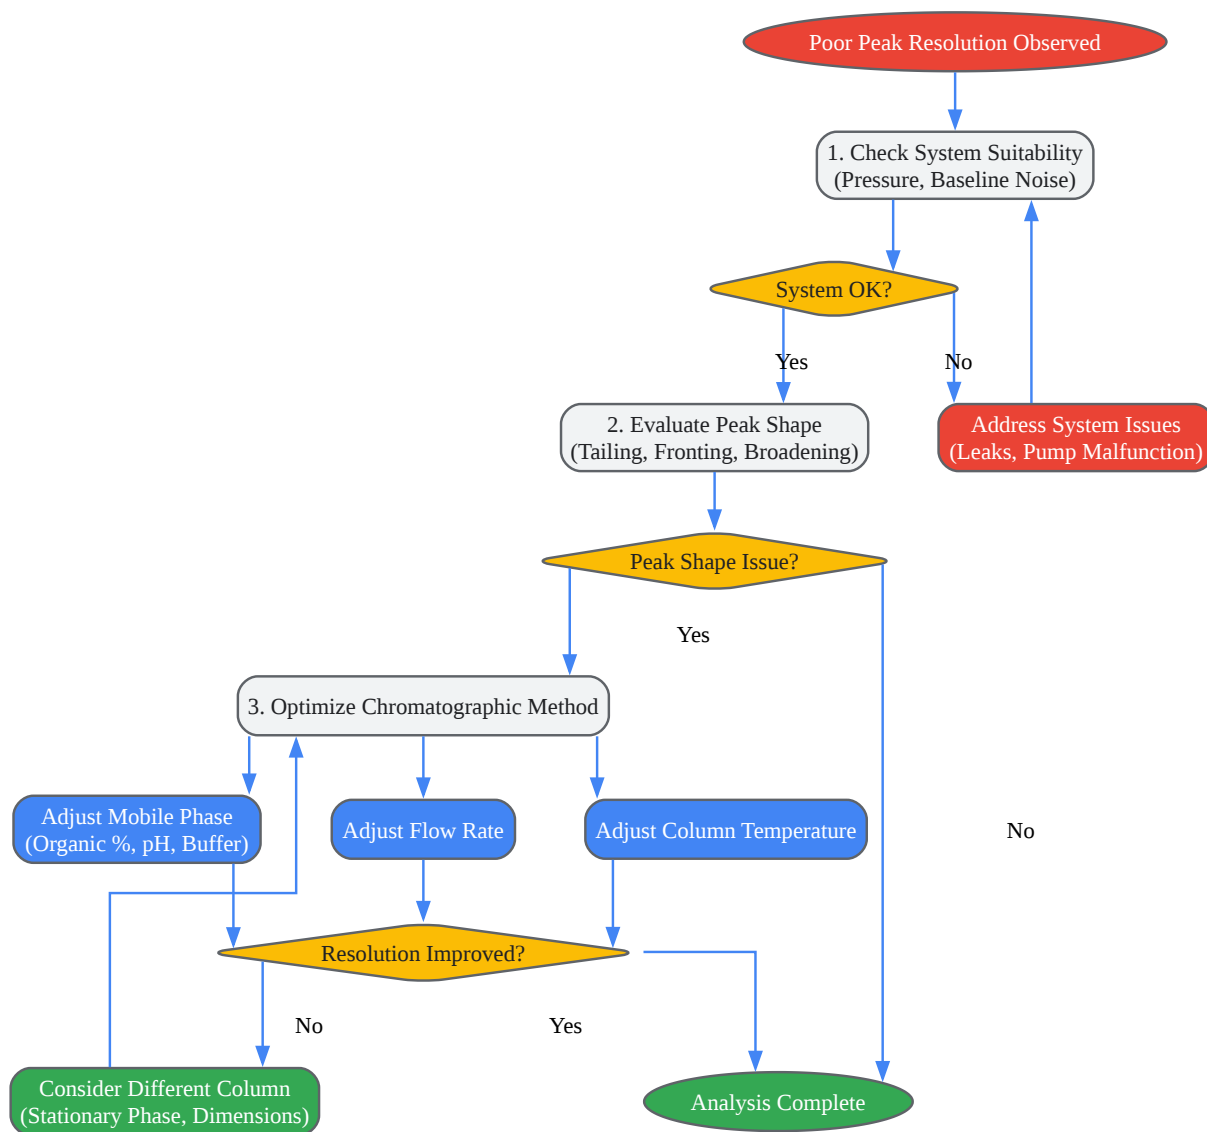 Poor Peak Resolution Observed
1. Check System Suitability
(Pressure, Baseline Noise)
System OK?
Yes
No
2. Evaluate Peak Shape
(Tailing, Fronting, Broadening)
Address System Issues
(Leaks, Pump Malfunction)
Peak Shape Issue?
Yes
3. Optimize Chromatographic Method
Adjust Mobile Phase
(Organic %, pH, Buffer)
Adjust Flow Rate
Adjust Column Temperature
No
Resolution Improved?
No
Yes
Consider Different Column
(Stationary Phase, Dimensions)
Analysis Complete